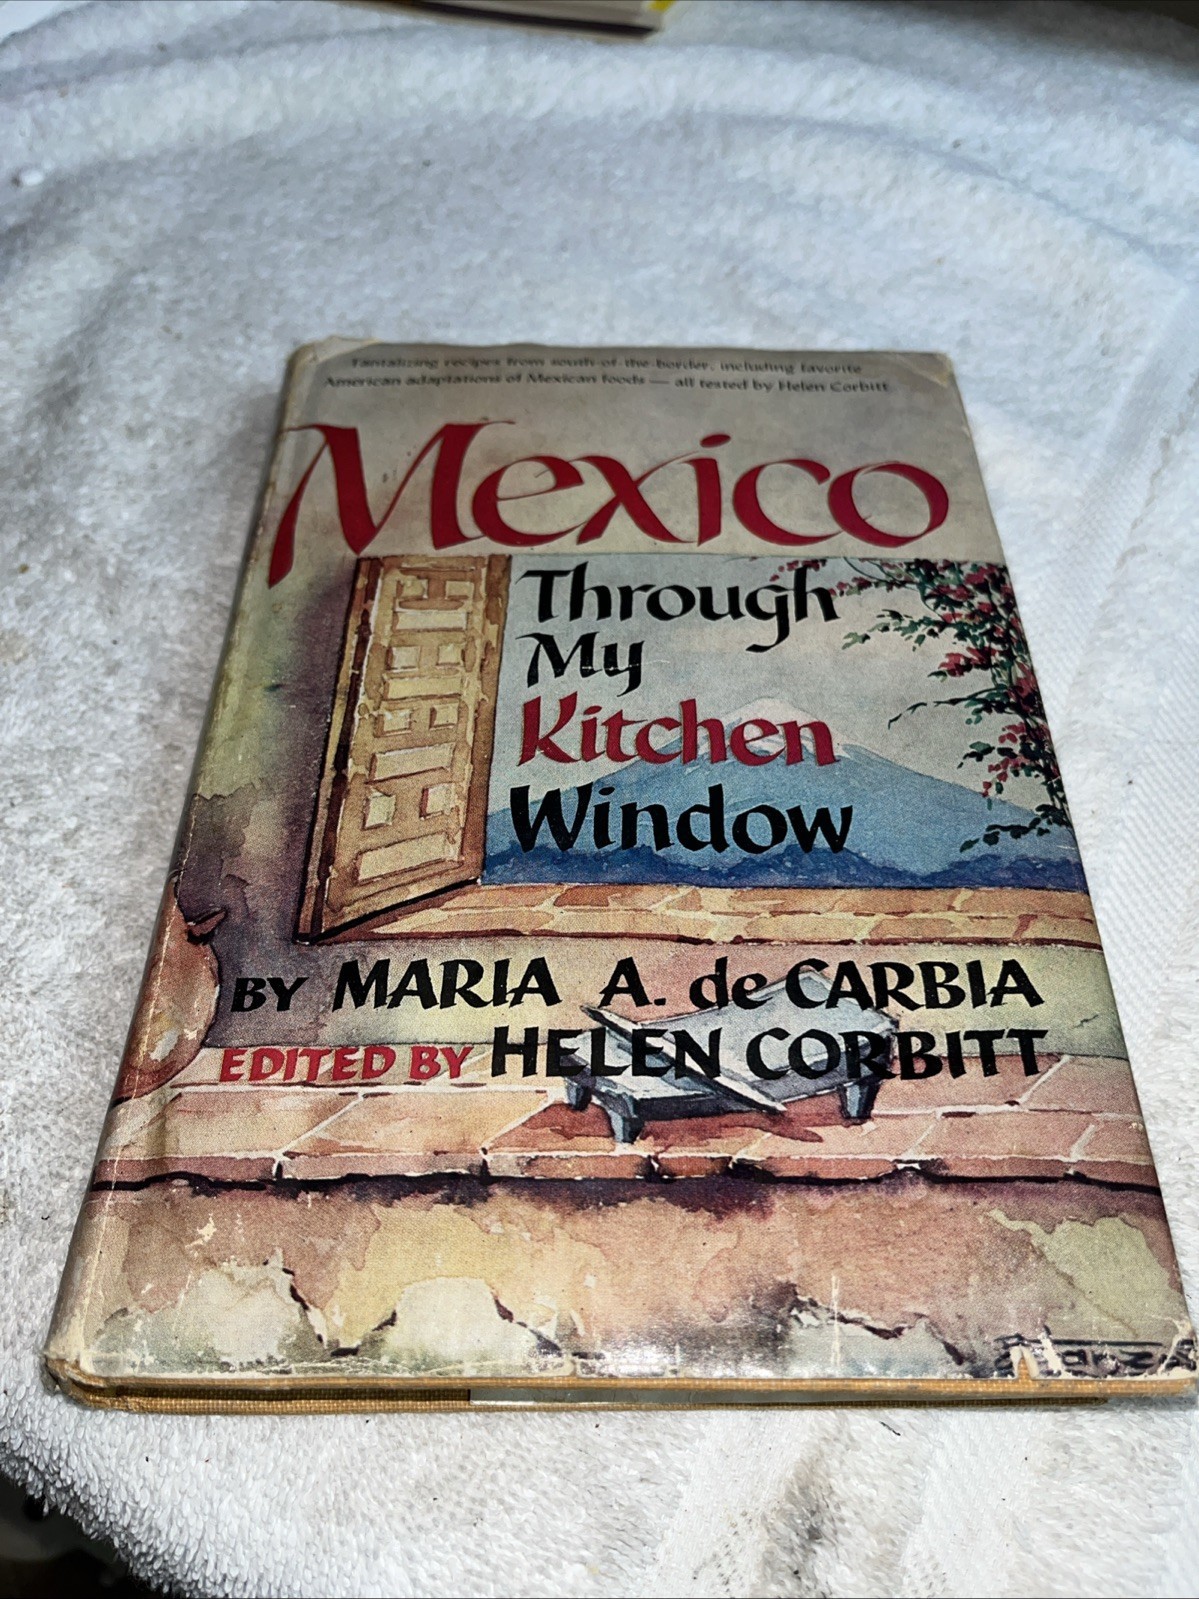 Tantalizing recipes from south-of-the-border, including favorite
American adaptations of Mexican foods — all tested by Helen Corbitt
Mexico
Through
My
Kitchen
Window
BY MARIA A. de CARBIA
EDITED BY HELEN CORBITT